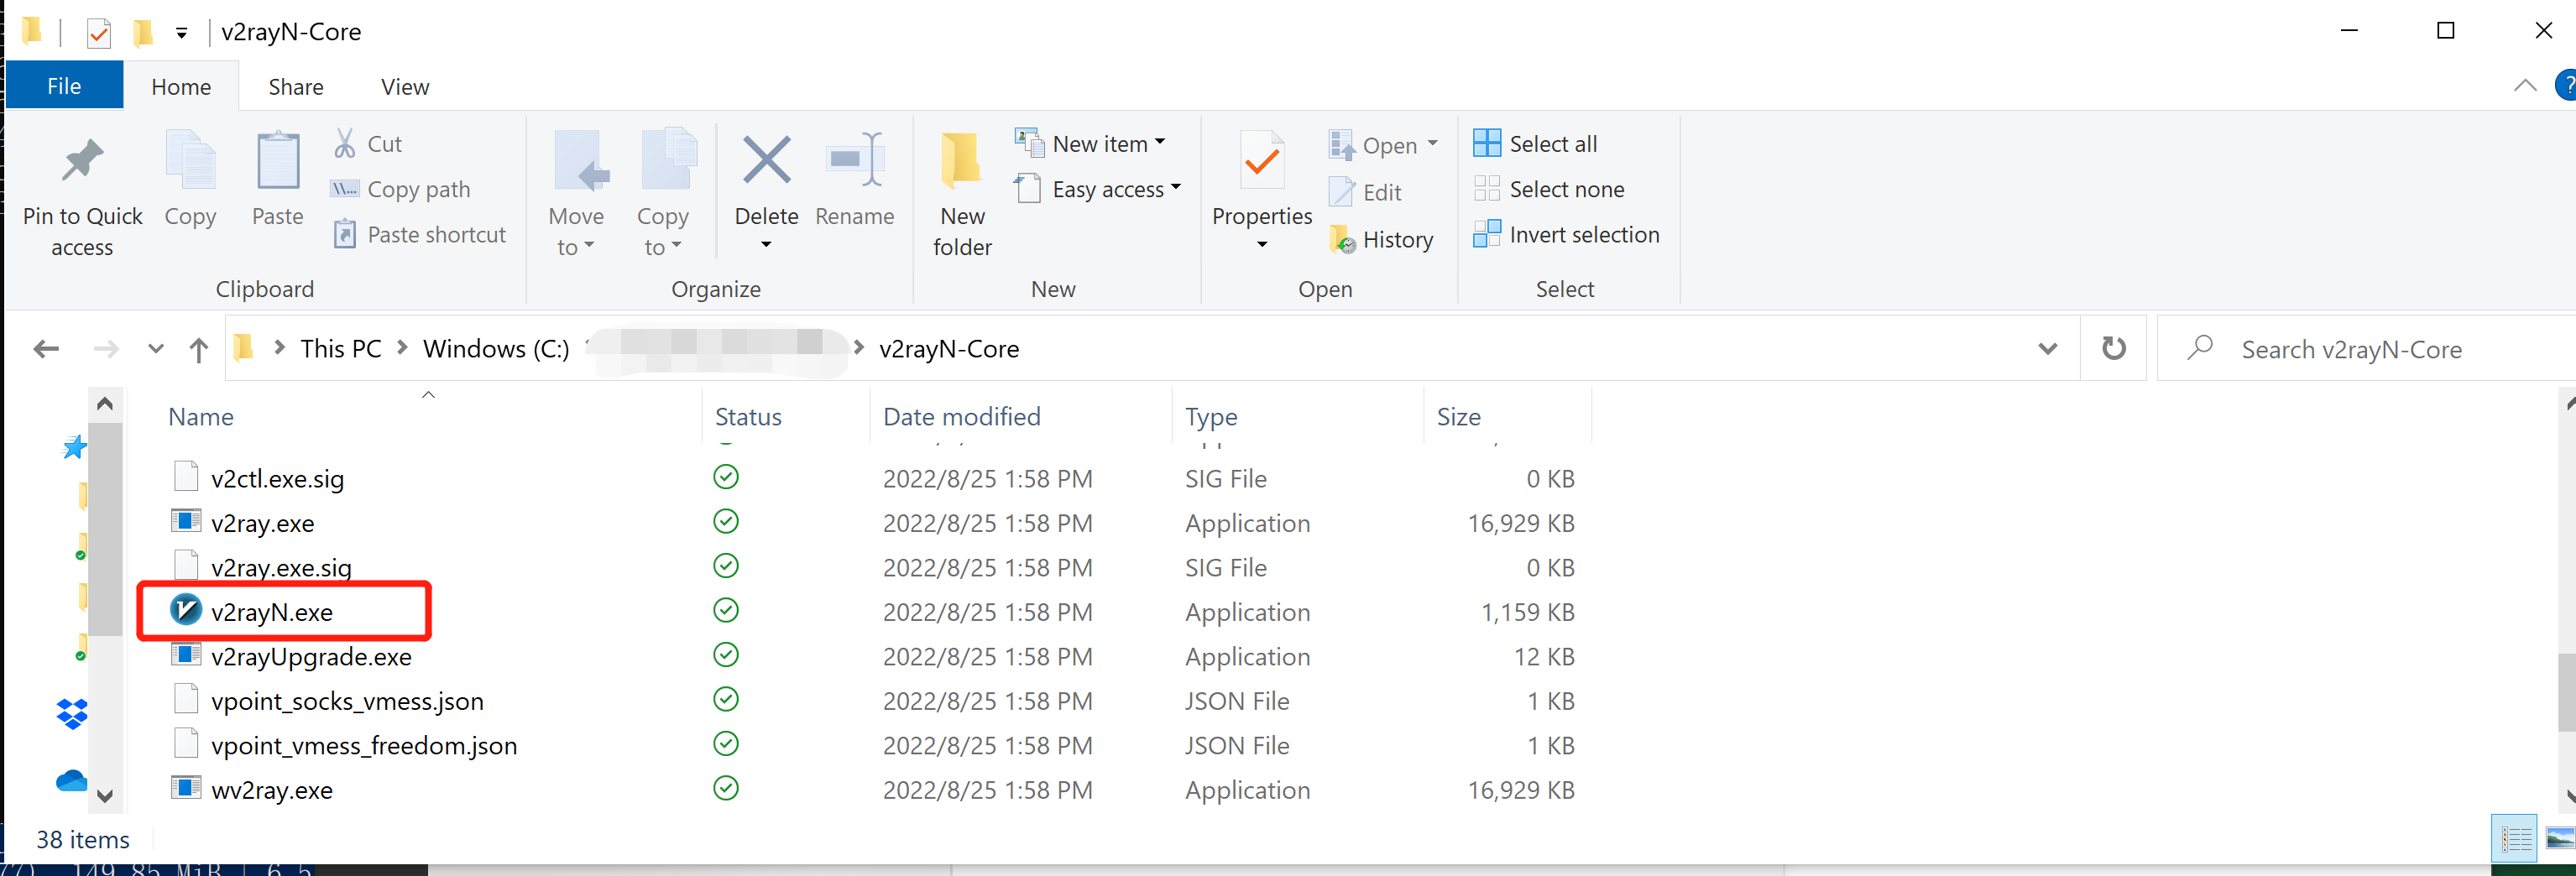 v2rayN-Core
File Home Share View
Pin to Quick access
Copy
Paste
Cut
Copy path
Paste shortcut
Clipboard
Move to
Copy to
Delete
Rename
Organize
New folder
New item
Easy access
New
Properties
Open
Edit
History
Open
Select all
Select none
Invert selection
Select
This PC Windows (C:) v2rayN-Core
Search v2rayN-Core
Name Status Date modified Type Size
v2ctl.exe.sig 2022/8/25 1:58 PM SIG File 0 KB
v2ray.exe 2022/8/25 1:58 PM Application 16,929 KB
v2ray.exe.sig 2022/8/25 1:58 PM SIG File 0 KB
v2rayN.exe 2022/8/25 1:58 PM Application 1,159 KB
v2rayUpgrade.exe 2022/8/25 1:58 PM Application 12 KB
vpoint_socks_vmess.json 2022/8/25 1:58 PM JSON File 1 KB
vpoint_vmess_freedom.json 2022/8/25 1:58 PM JSON File 1 KB
wv2ray.exe 2022/8/25 1:58 PM Application 16,929 KB
38 items
149.85 MiB | 6.5